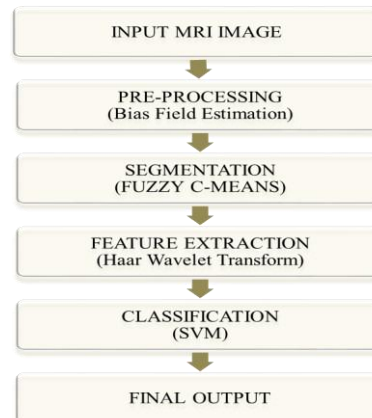 INPUT MRI IMAGE
PRE-PROCESSING
(Bias Field Estimation)
SEGMENTATION
(FUZZY C-MEANS)
FEATURE EXTRACTION
(Haar Wavelet Transform)
CLASSIFICATION
(SVM)
FINAL OUTPUT